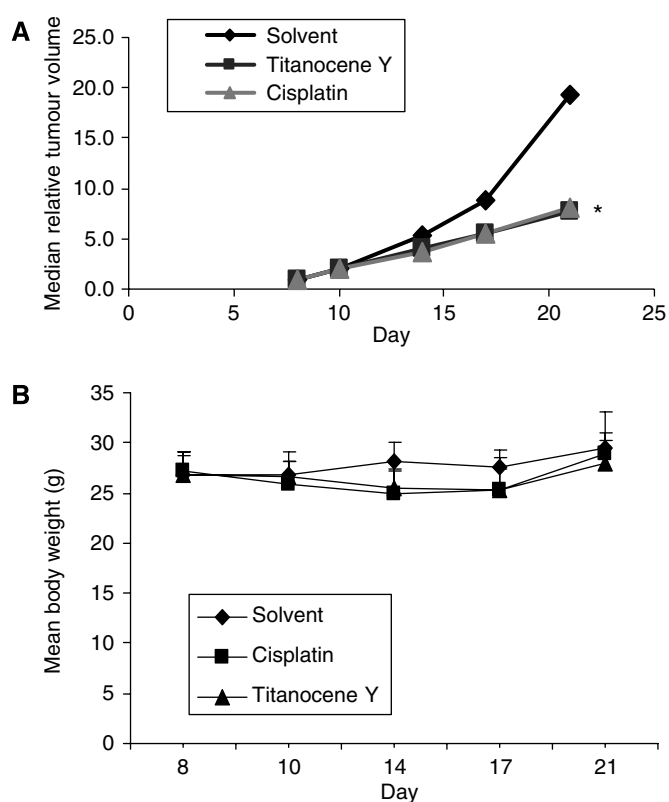 A
Median relative tumour volume
25.0
20.0
15.0
10.0
5.0
0.0
Solvent
Titanocene Y
Cisplatin
*
0 5 10 15 20 25
Day
B
Mean body weight (g)
35
30
25
20
15
10
5
0
Solvent
Cisplatin
Titanocene Y
8 10 14 17 21
Day